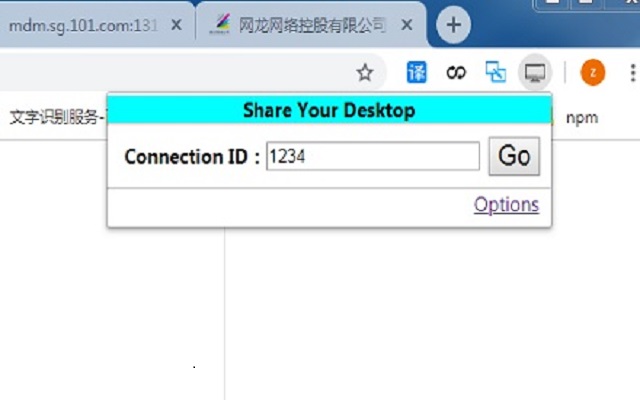 mdm.sg.101.com:131
网龙网络控股有限公司
译
z
文字识别服务-
npm
Share Your Desktop
Connection ID : 1234
Go
Options